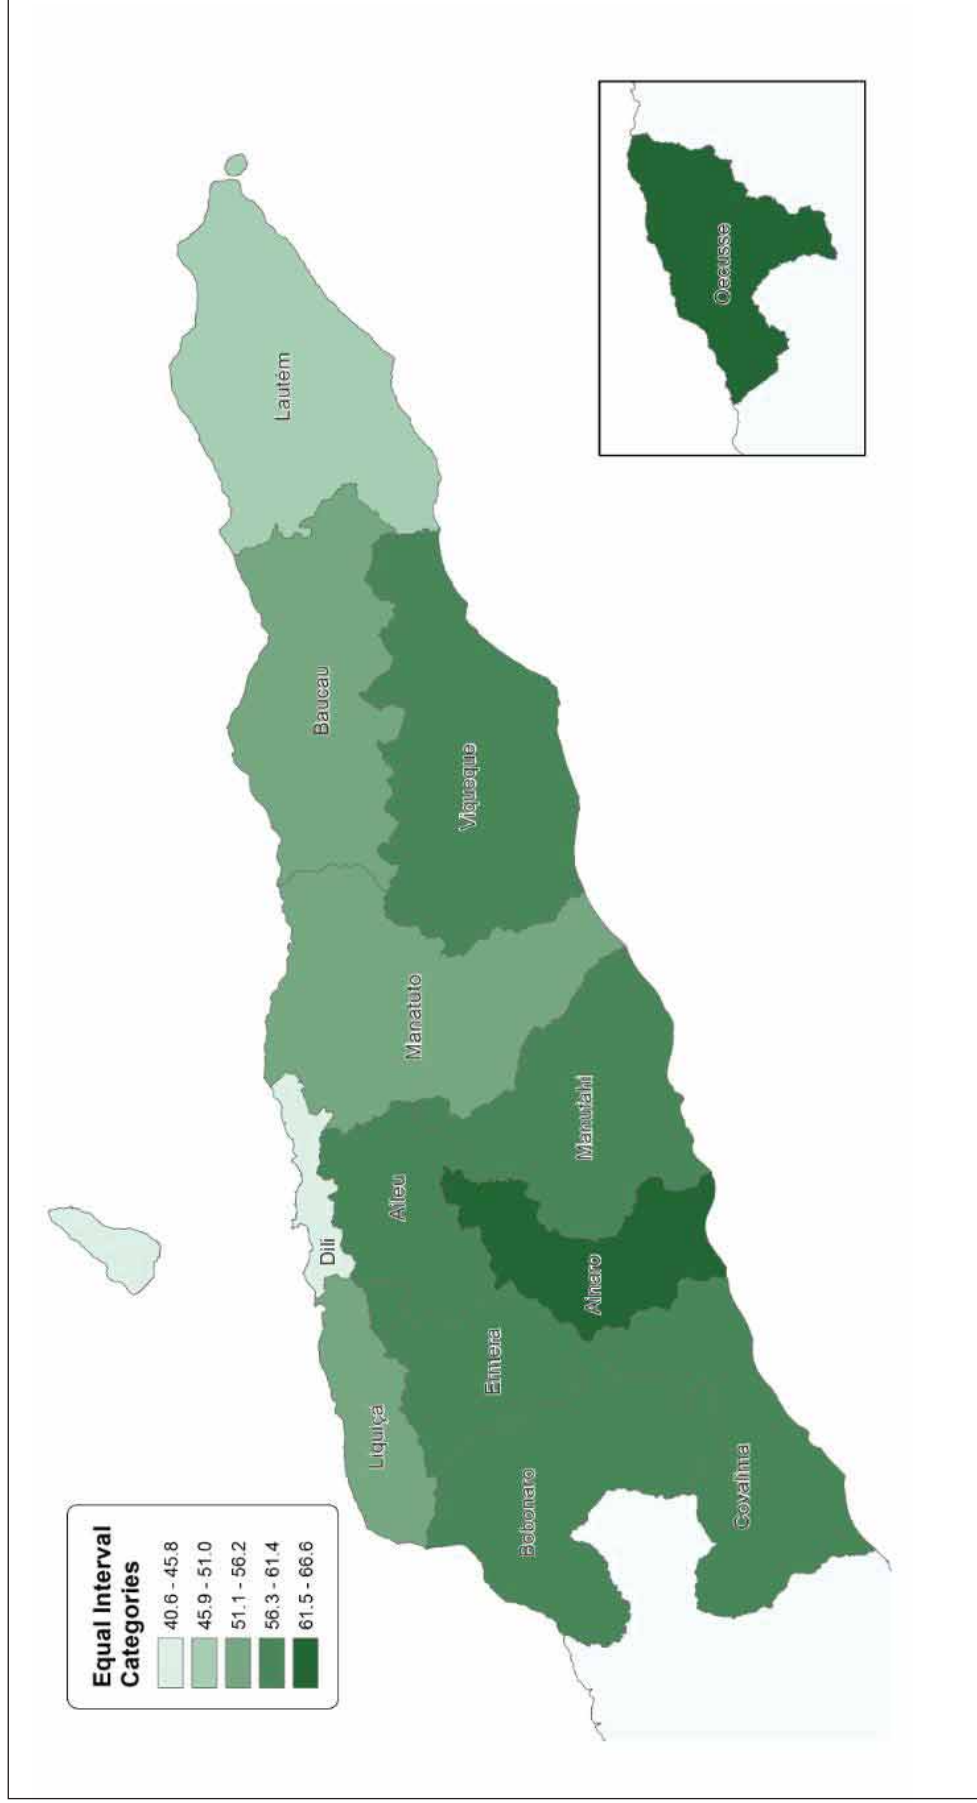 Equal Interval
Categories
40.6 - 45.8
45.9 - 51.0
51.1 - 56.2
56.3 - 61.4
61.5 - 66.6
Lautém
Baucau
Viqueque
Manatuto
Dili
Aileu
Manufahi
Liquiçá
Ermera
Ainaro
Bobonaro
Covalima
Oecusse